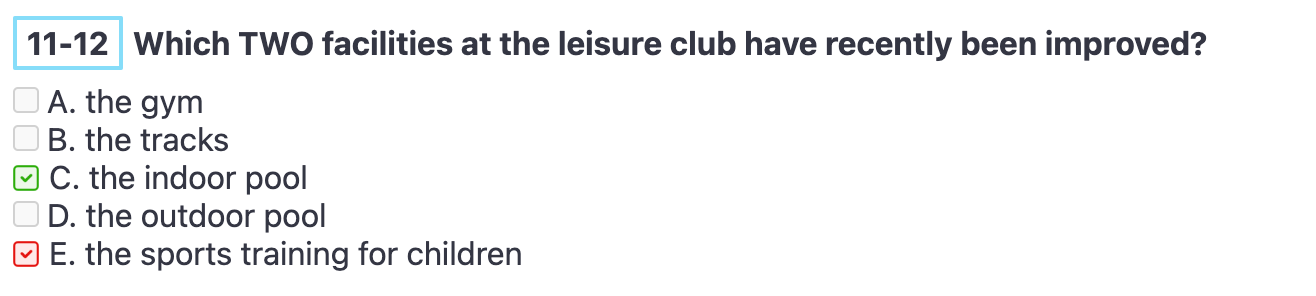 11-12 Which TWO facilities at the leisure club have recently been improved?
A. the gym
B. the tracks
C. the indoor pool
D. the outdoor pool
E. the sports training for children